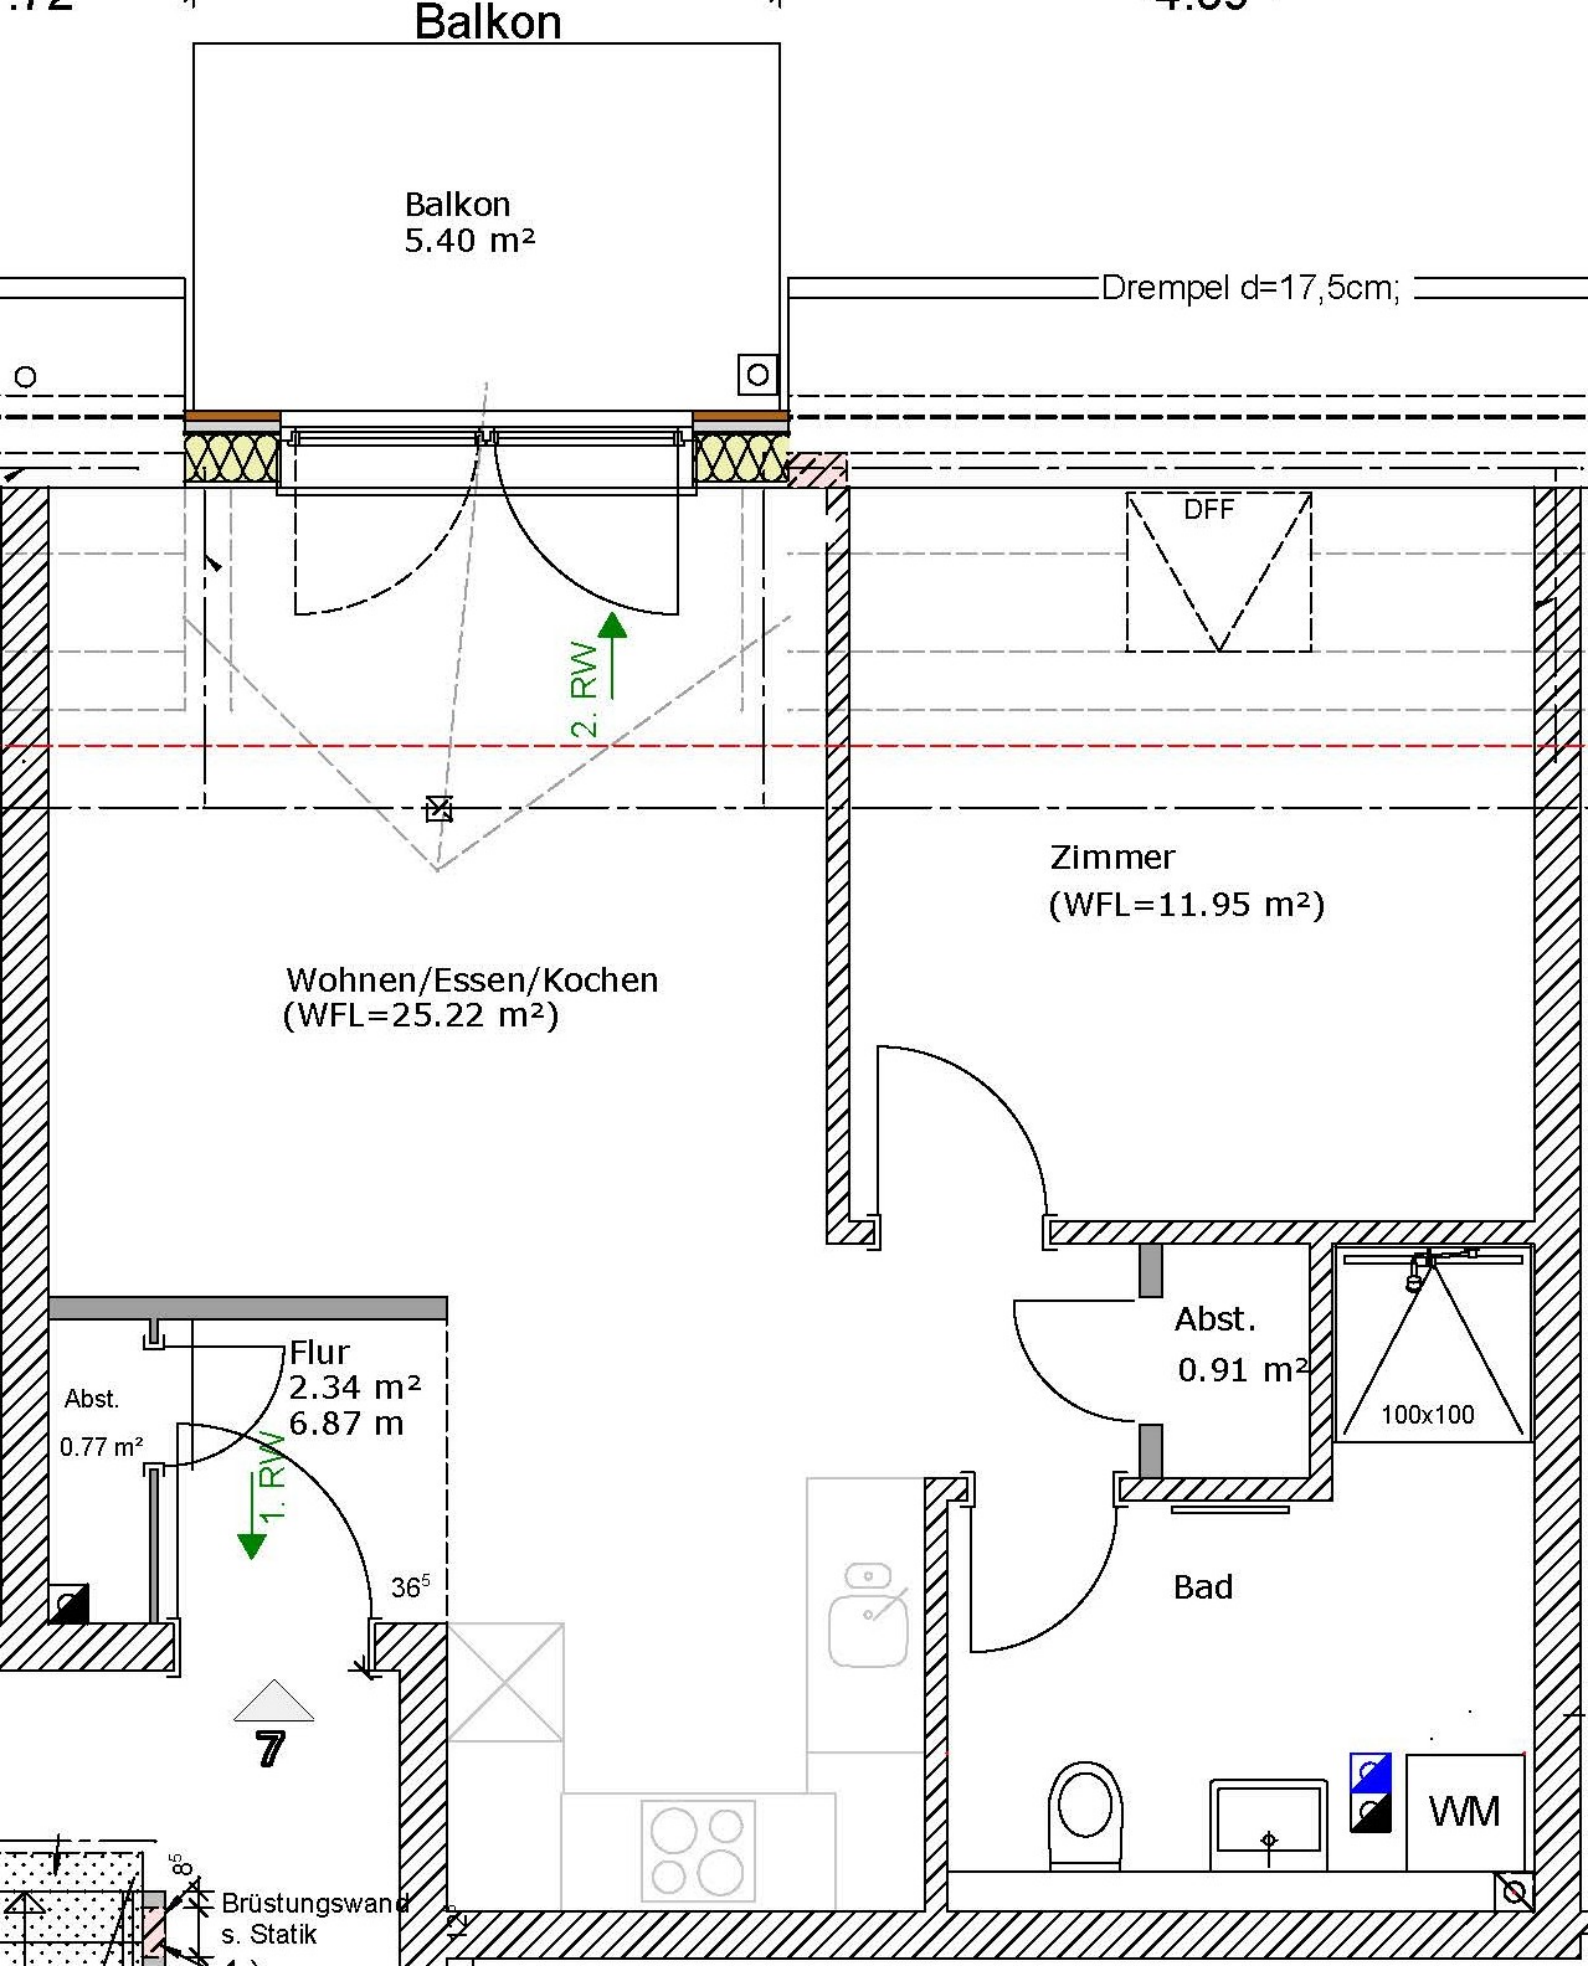 Balkon
Balkon
5.40 m²
Drempel d=17,5cm;
DFF
2. RW
Zimmer
(WFL=11.95 m²)
Wohnen/Essen/Kochen
(WFL=25.22 m²)
Flur
2.34 m²
6.87 m
Abst.
0.77 m²
1. RW
Abst.
0.91 m²
100x100
36⁵
Bad
7
WM
8⁵
Brüstungswand
s. Statik